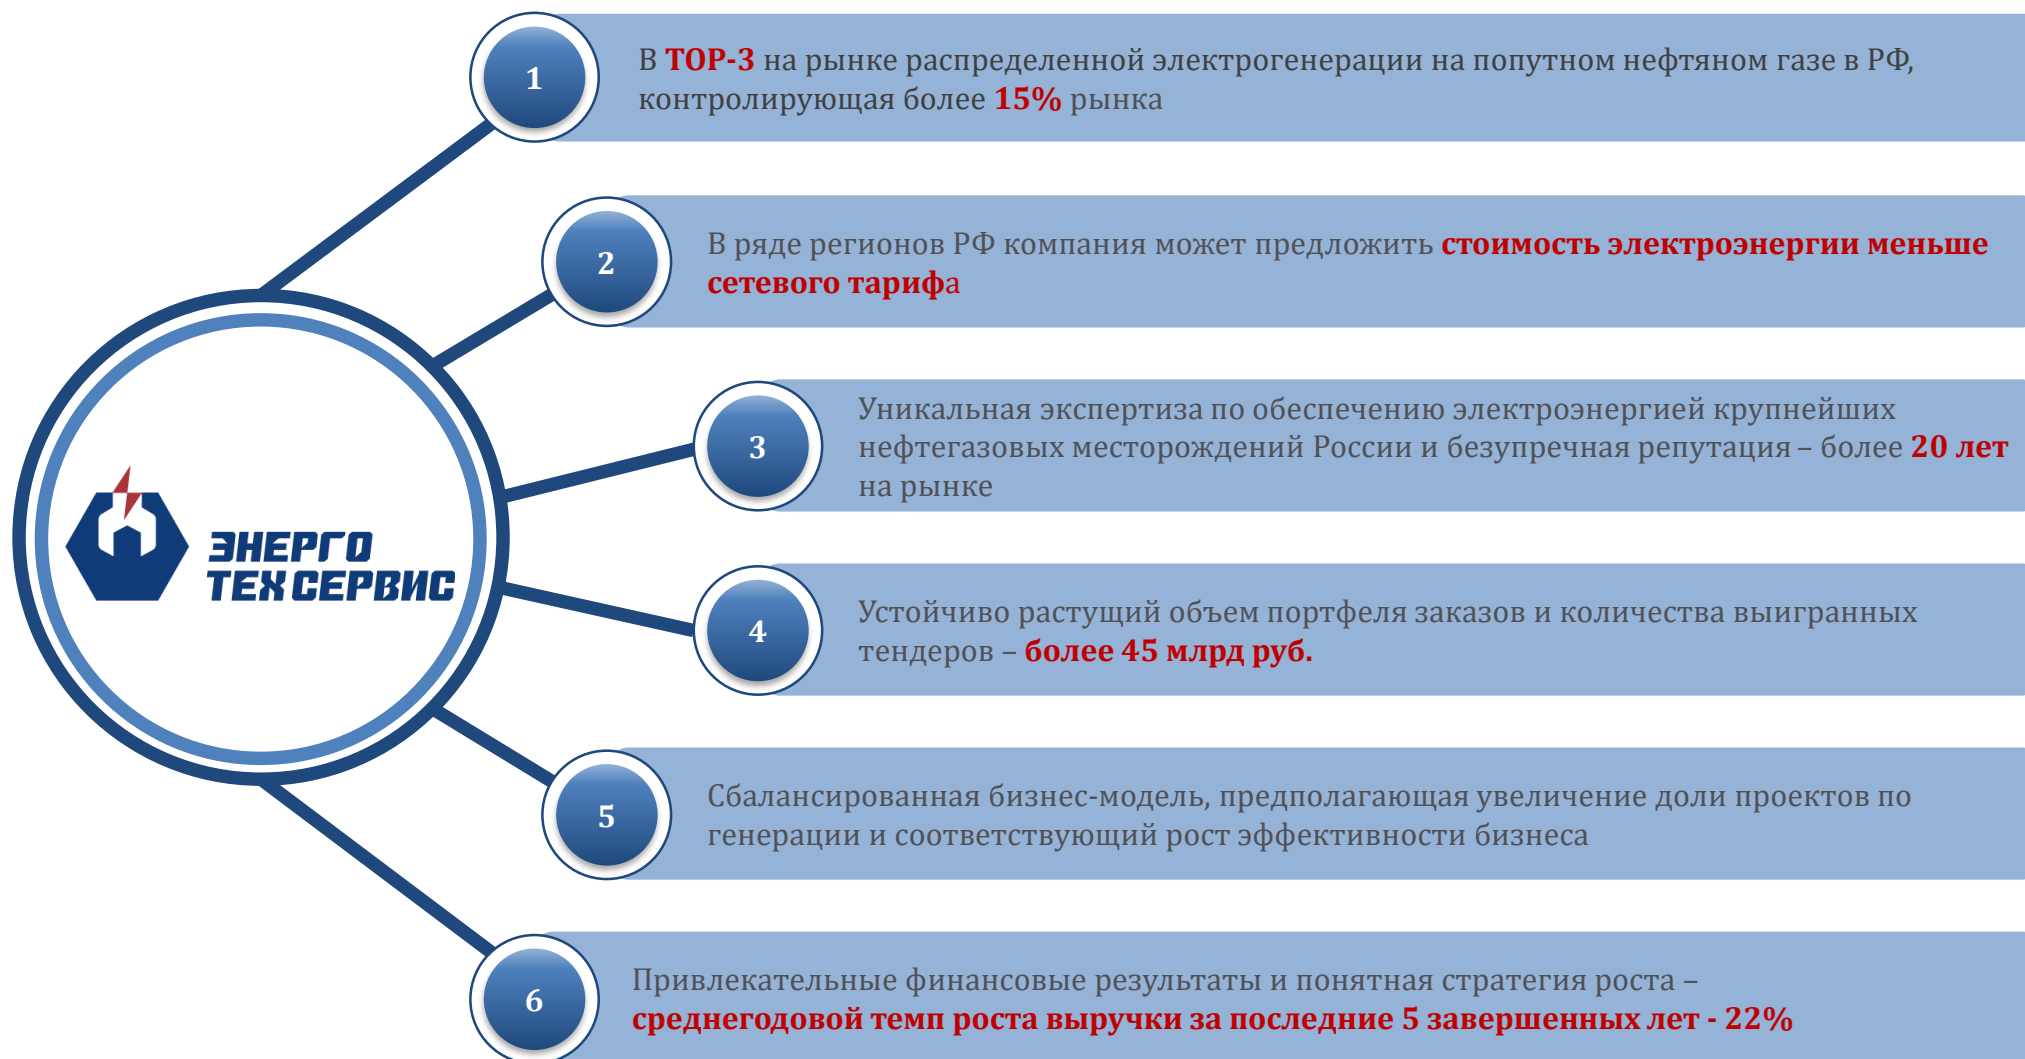 1
В TOP-3 на рынке распределенной электрогенерации на попутном нефтяном газе в РФ,
контролирующая более 15% рынка
2
В ряде регионов РФ компания может предложить стоимость электроэнергии меньше
сетевого тарифа
3
Уникальная экспертиза по обеспечению электроэнергией крупнейших
нефтегазовых месторождений России и безупречная репутация – более 20 лет
на рынке
ЭНЕРГО
ТЕХСЕРВИС
4
Устойчиво растущий объем портфеля заказов и количества выигранных
тендеров – более 45 млрд руб.
5
Сбалансированная бизнес-модель, предполагающая увеличение доли проектов по
генерации и соответствующий рост эффективности бизнеса
6
Привлекательные финансовые результаты и понятная стратегия роста –
среднегодовой темп роста выручки за последние 5 завершенных лет - 22%